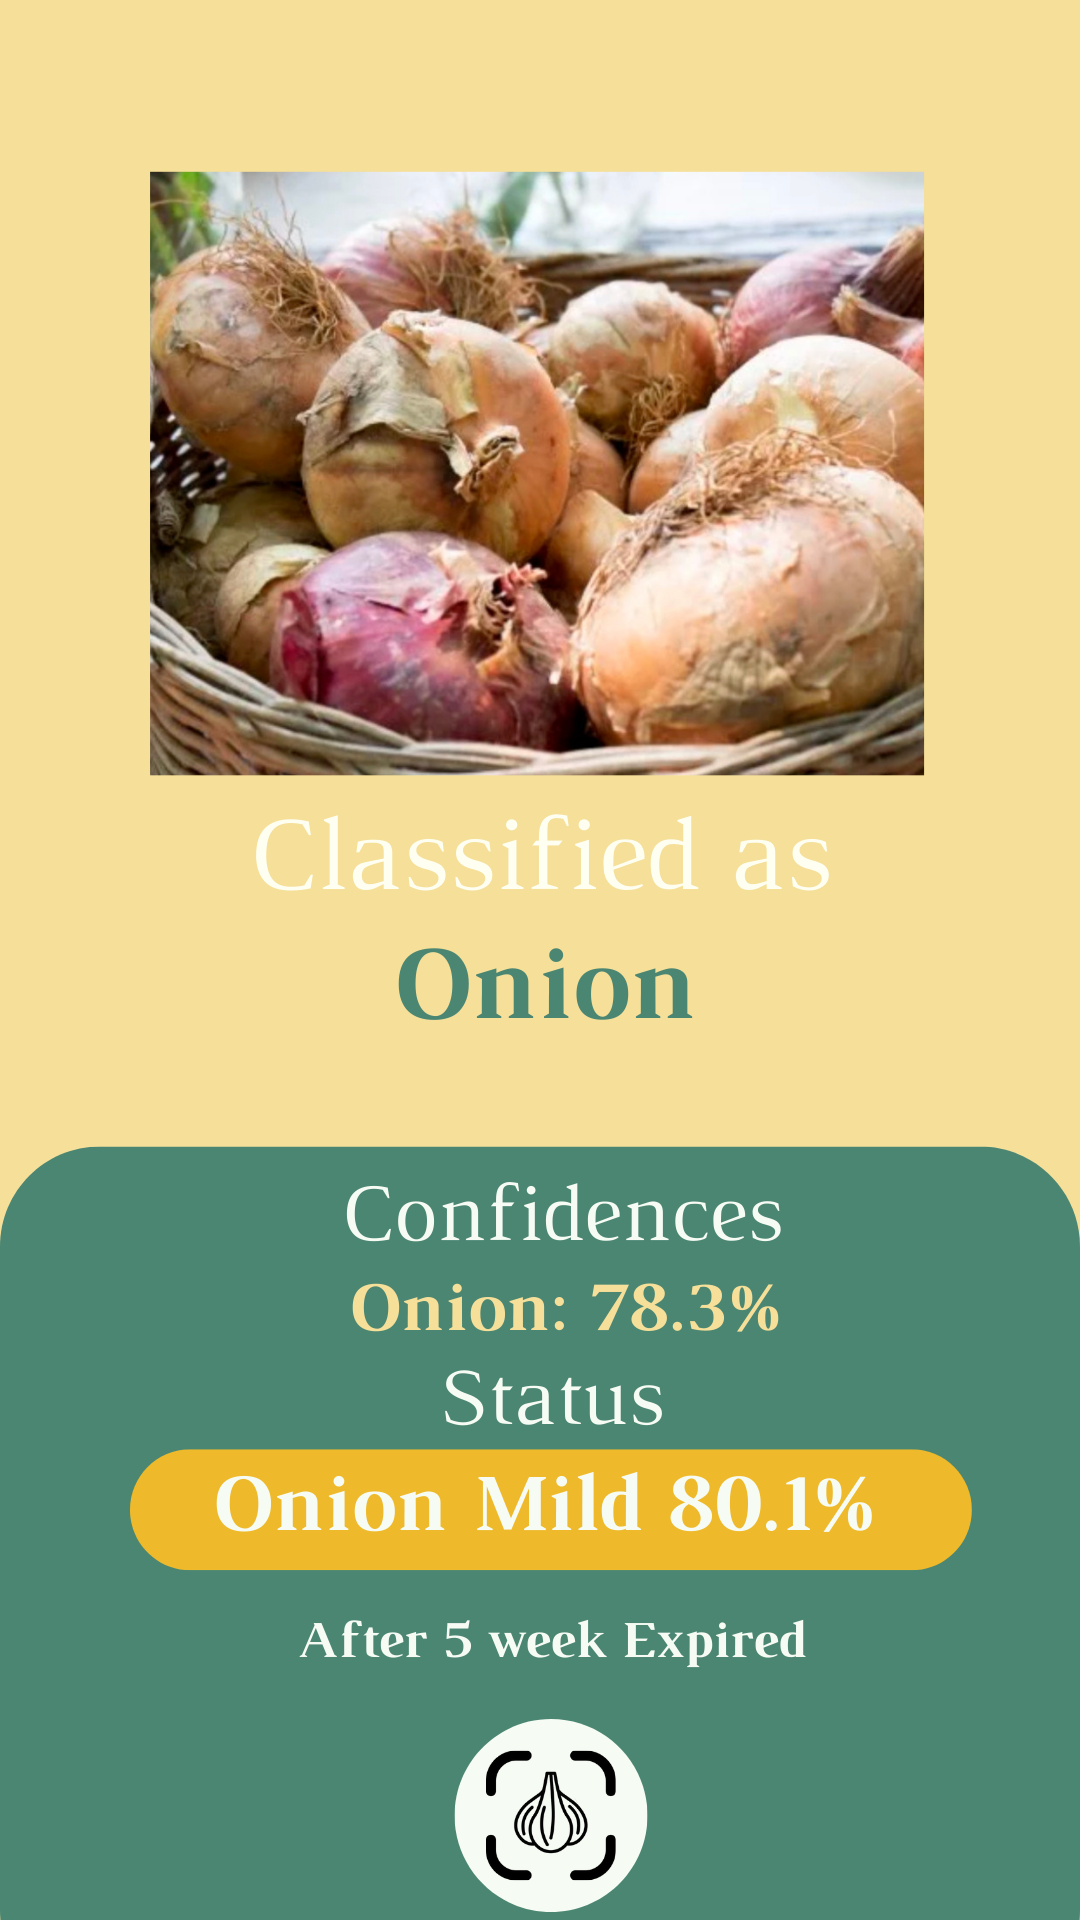 Classified as
Onion
Confidences
Onion: 78.3%
Status
Onion Mild 80.1%
After 5 week Expired